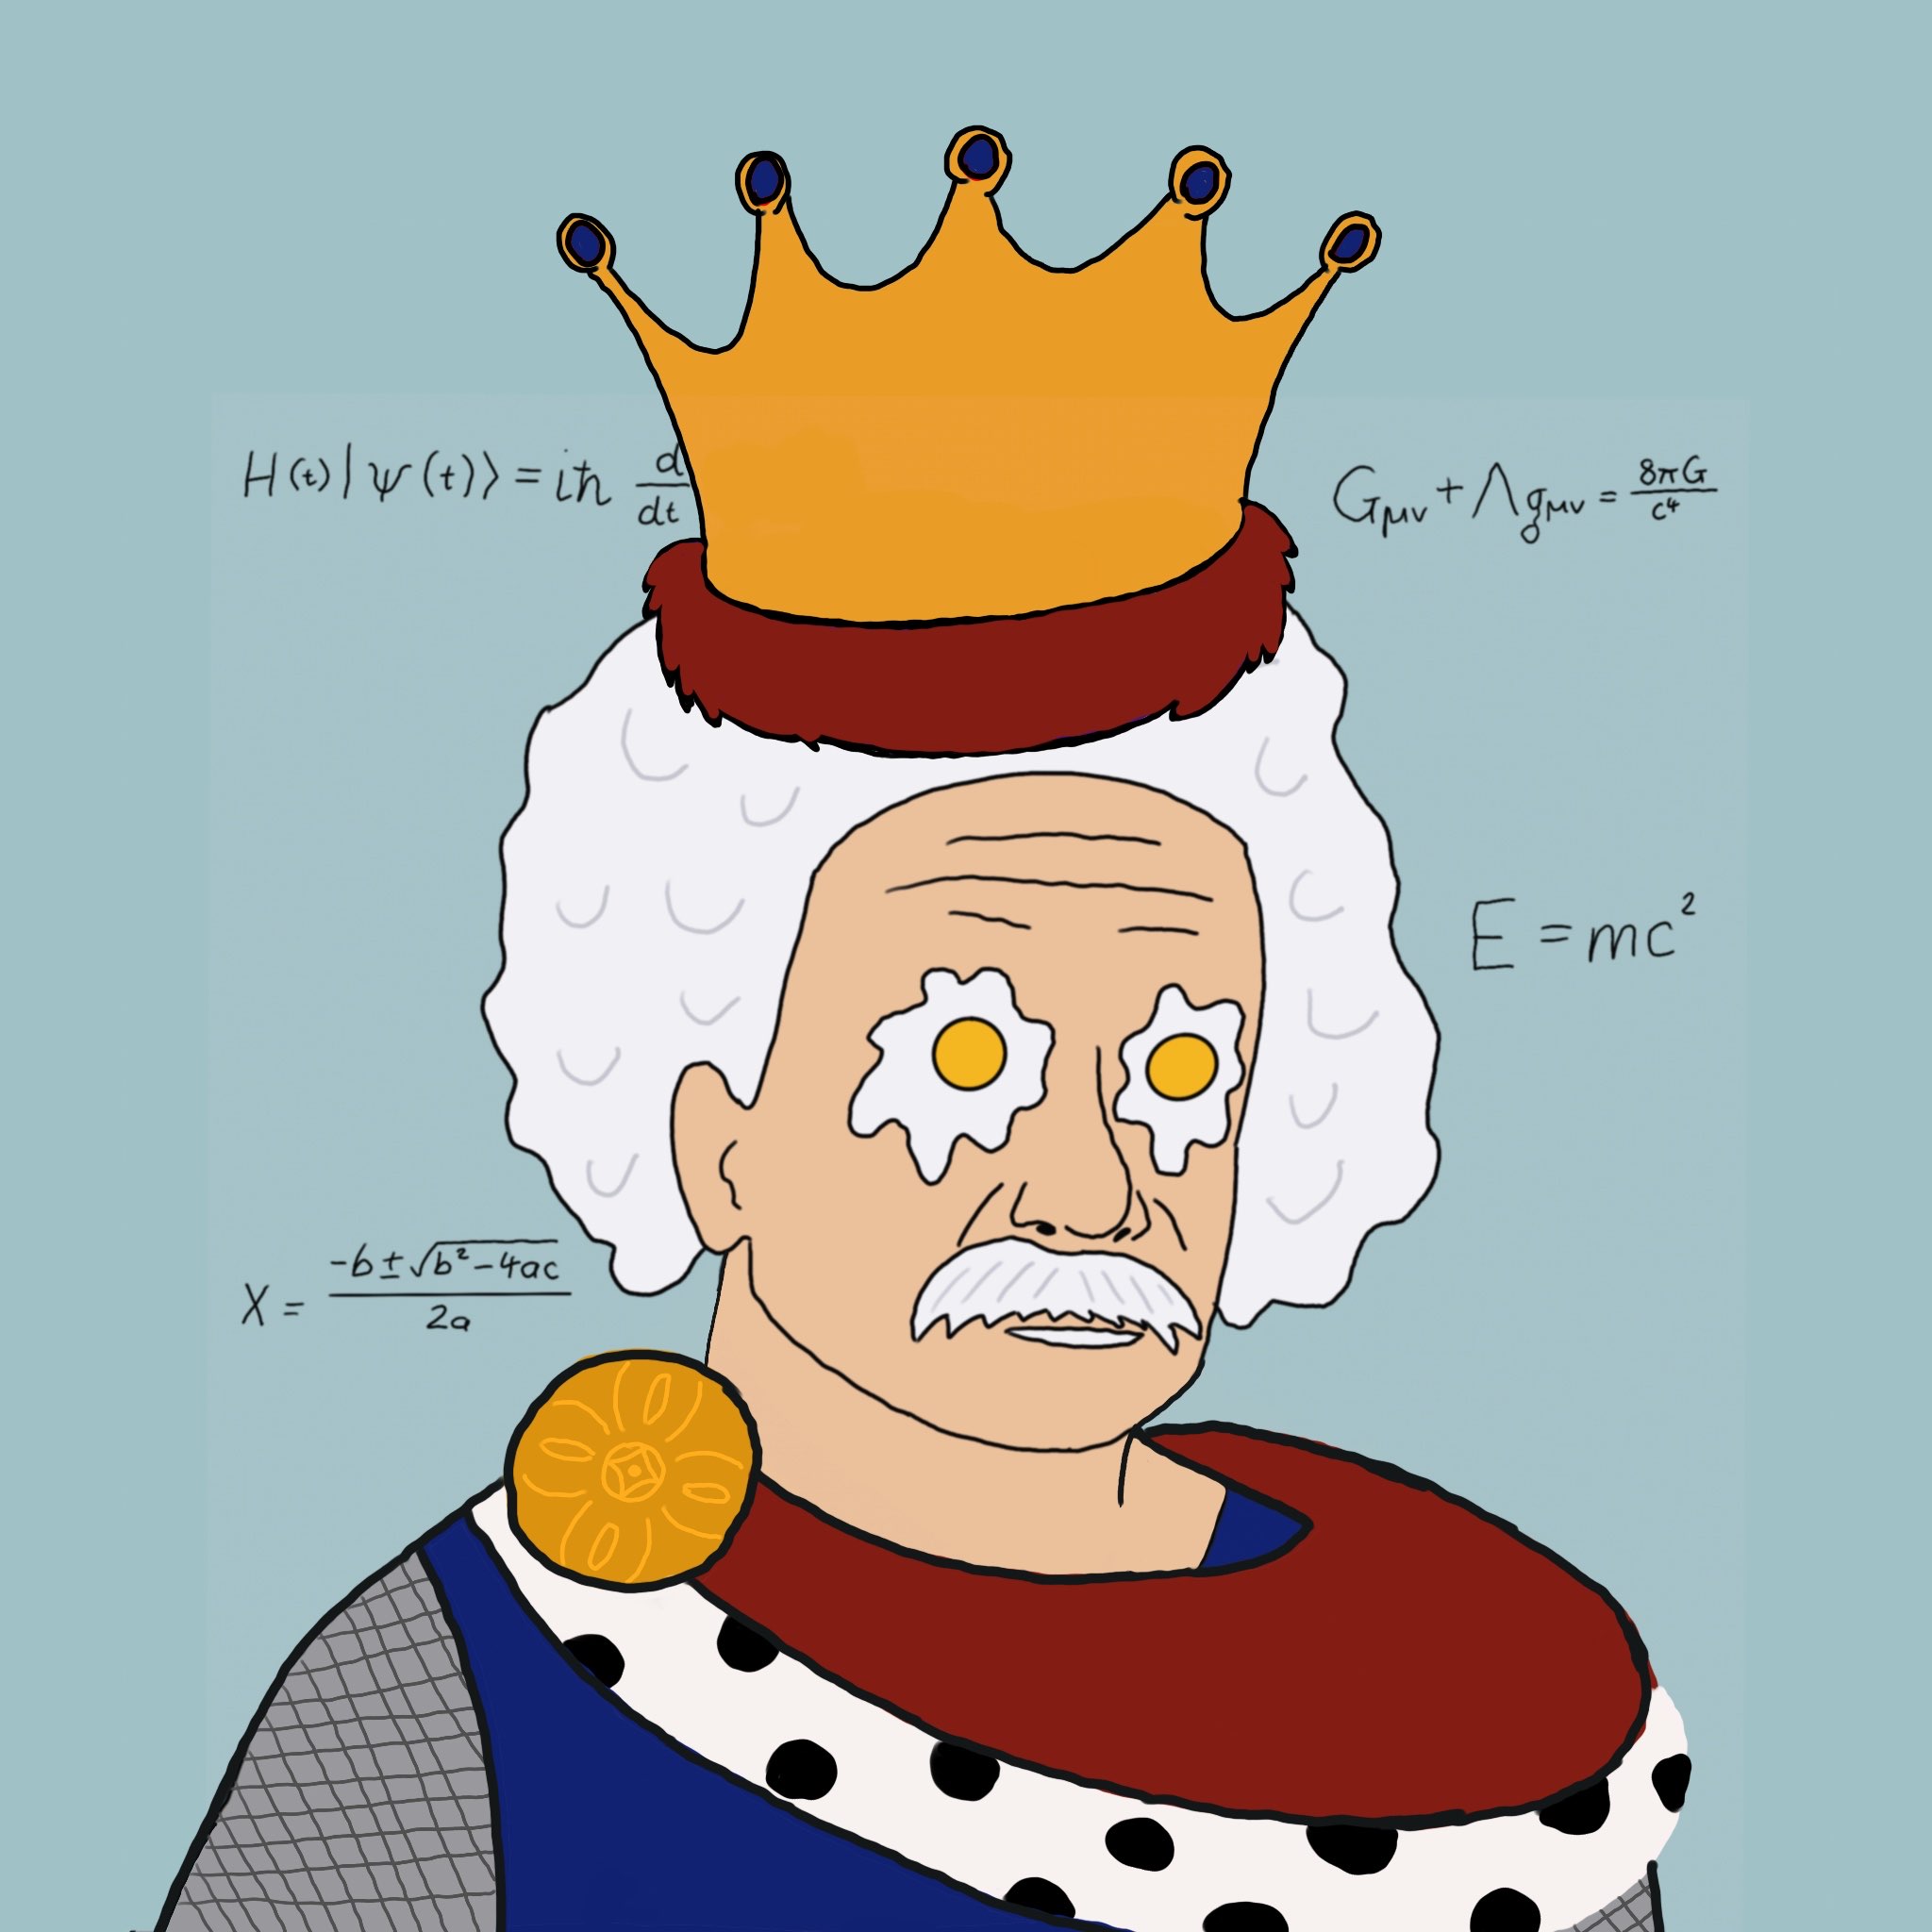 H(t)|ψ(t)⟩ = iħ d/dt
Gμν + Λgμν = 8πG/c⁴
E = mc²
X = -b±√b²-4ac/2a